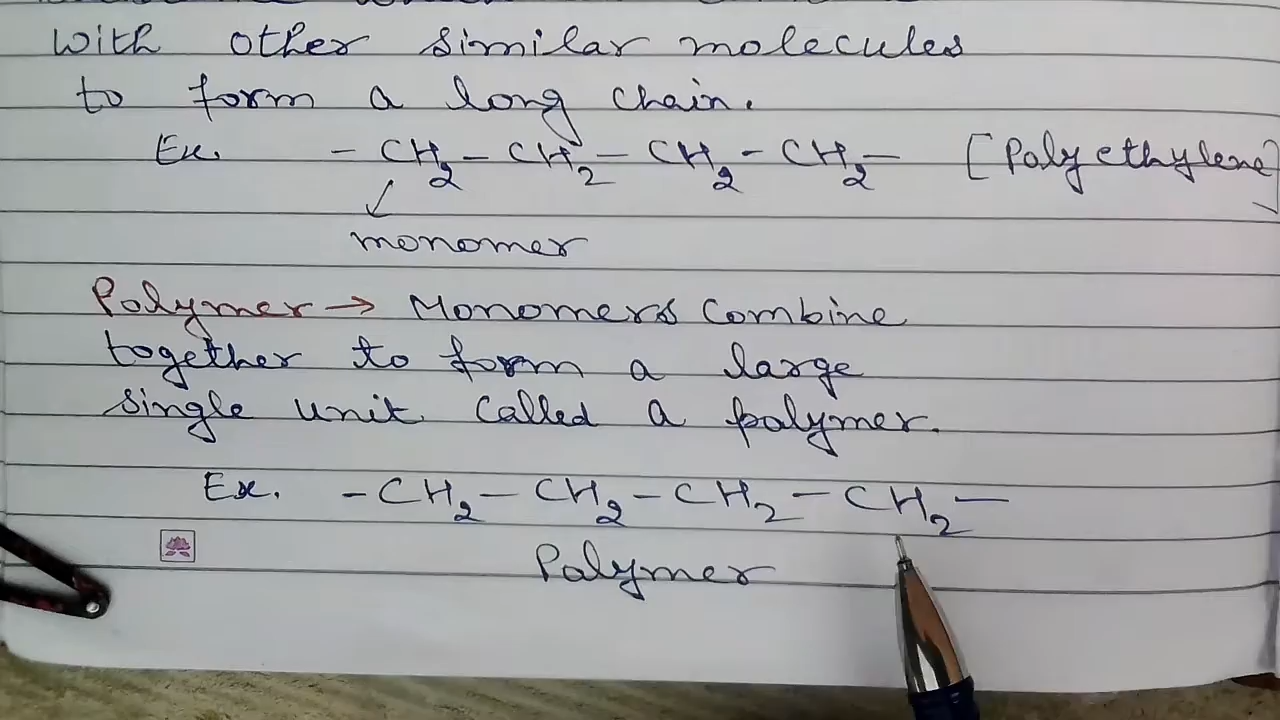 with other similar molecules
to form a long chain.
Ex. - CH2 - CH2 - CH2 - CH2 - [Polyethylene]
monomer
Polymer → Monomers Combine
together to form a large
single unit called a polymer.
Ex. - CH2 - CH2 - CH2 - CH2 -
Polymer